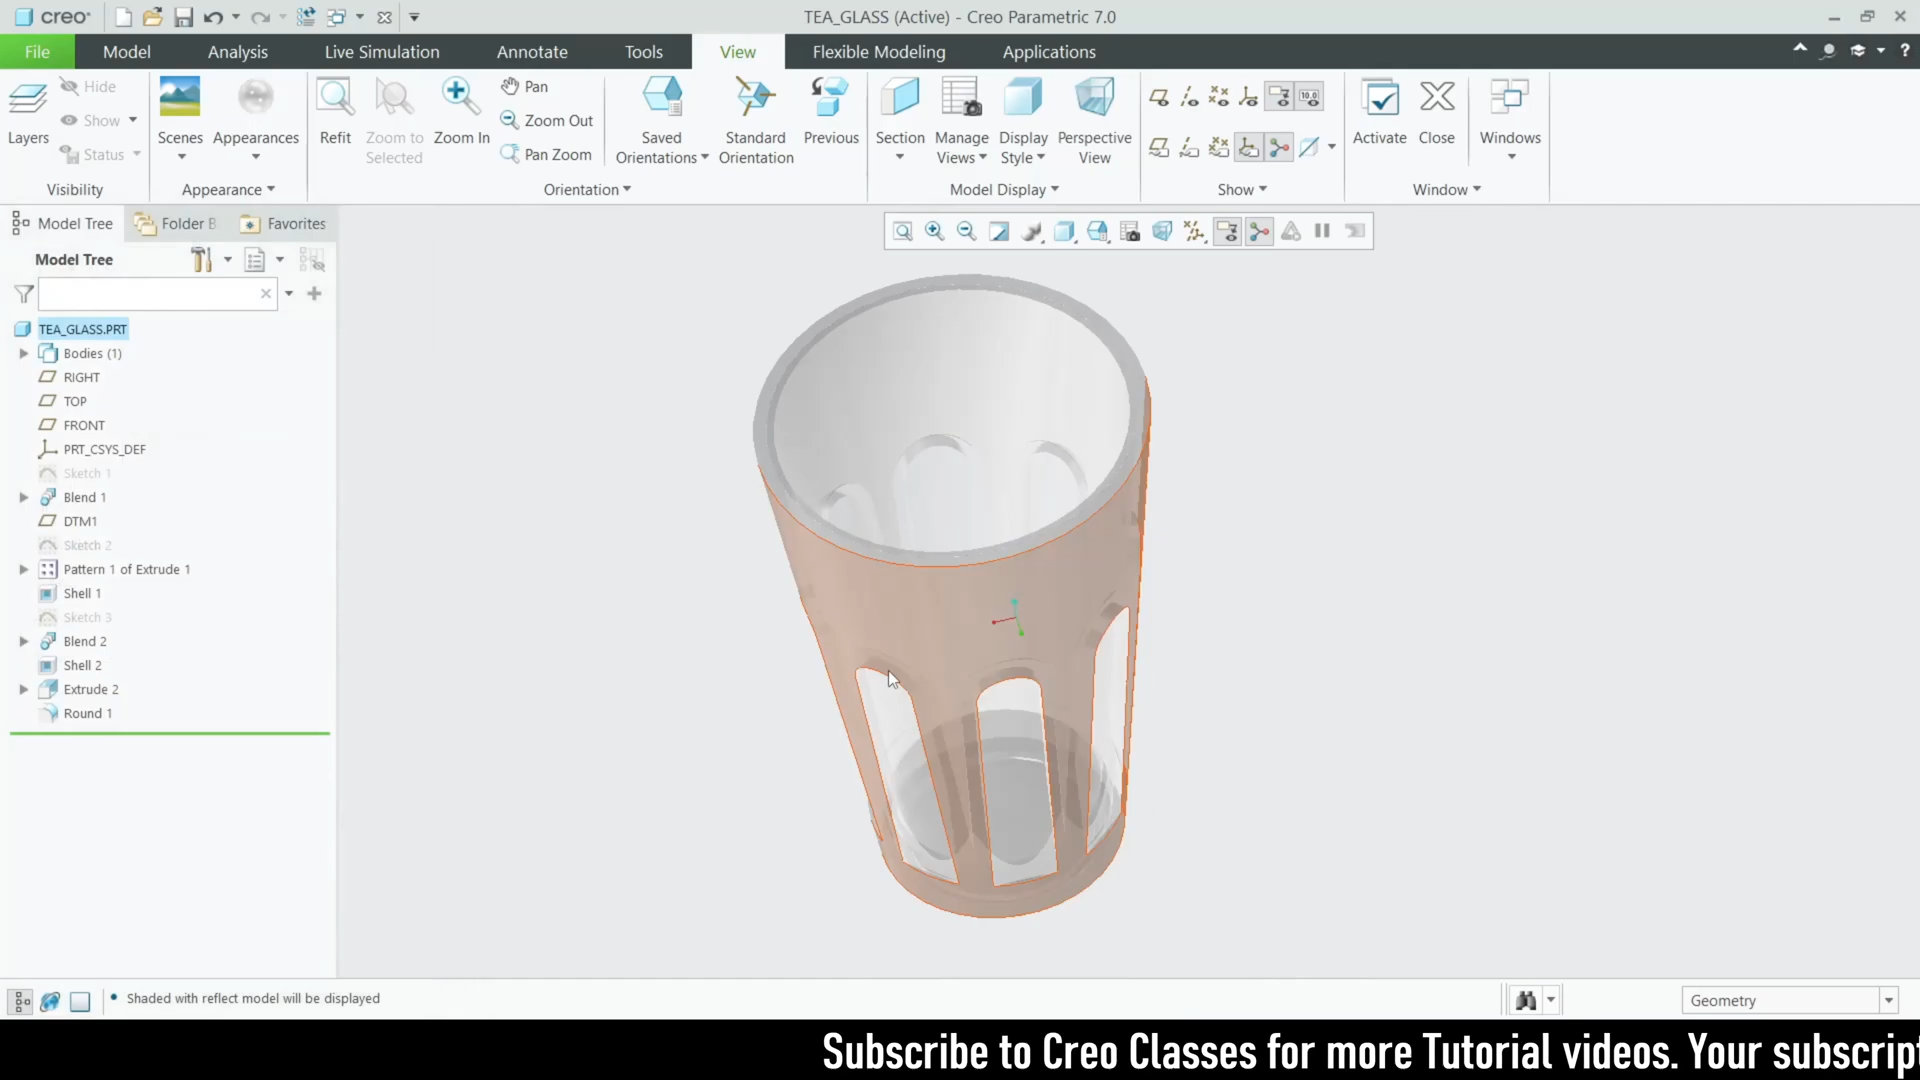 creo®
TEA_GLASS (Active) - Creo Parametric 7.0
File
Model
Analysis
Live Simulation
Annotate
Tools
View
Flexible Modeling
Applications
?
Layers
Hide
Show
Status
Visibility
Scenes
Appearances
Appearance
Refit
Zoom to
Selected
Zoom In
Pan
Zoom Out
Pan Zoom
Saved
Orientations
Standard
Orientation
Previous
Orientation
Section
Manage
Views
Display
Style
Perspective
View
Model Display
10.0
Show
Activate
Close
Windows
Window
Model Tree
Folder B
Favorites
Model Tree
TEA_GLASS.PRT
Bodies (1)
RIGHT
TOP
FRONT
PRT_CSYS_DEF
Sketch 1
Blend 1
DTM1
Sketch 2
Pattern 1 of Extrude 1
Shell 1
Sketch 3
Blend 2
Shell 2
Extrude 2
Round 1
• Shaded with reflect model will be displayed
Geometry
Subscribe to Creo Classes for more Tutorial videos. Your subscript